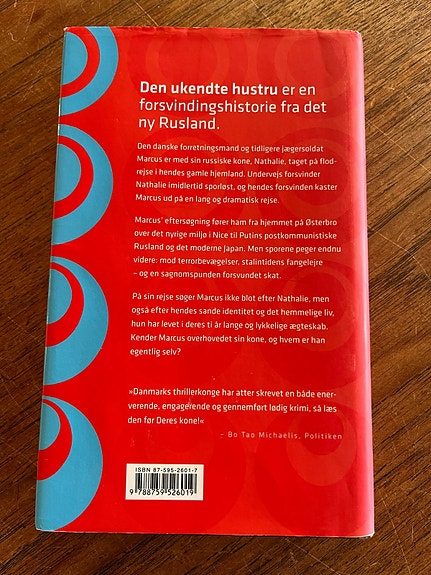 Den ukendte hustru er en
forsvindingshistorie fra det
ny Rusland.
Den danske forretningsmand og tidligere jægersoldat
Marcus er med sin russiske kone, Nathalie, taget på flod-
rejse i hendes gamle hjemland. Undervejs forsvinder
Nathalie imidlertid sporløst, og hendes forsvinden kaster
Marcus ud på en lang og dramatisk rejse.
Marcus' eftersøgning fører ham fra hjemmet på Østerbro
over det nyrige miljø i Nice til Putins postkommunistiske
Rusland og det moderne Japan. Men sporene peger endnu
videre: mod terrorbevægelser, stalintidens fangelejre
– og en sagnomspunden forsvundet skat.
På sin rejse søger Marcus ikke blot efter Nathalie, men
også efter hendes sande identitet og det hemmelige liv,
hun har levet i deres ti år lange og lykkelige ægteskab.
Kender Marcus overhovedet sin kone, og hvem er han
egentlig selv?
»Danmarks thrillerkonge har atter skrevet en både ener-
verende, engagerende og gennemført lødig krimi, så læs
den før Deres kone!«
– Bo Tao Michaëlis, Politiken
ISBN 87-595-2601-7
9 788759 526019